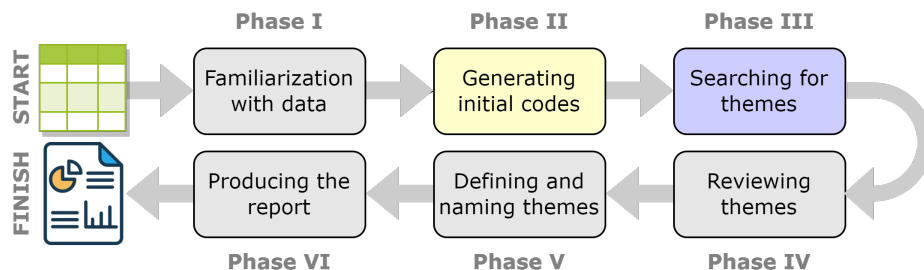 Phase I
Phase II
Phase III
START
Familiarization
with data
Generating
initial codes
Searching for
themes
FINISH
Producing the
report
Defining and
naming themes
Reviewing
themes
Phase VI
Phase V
Phase IV